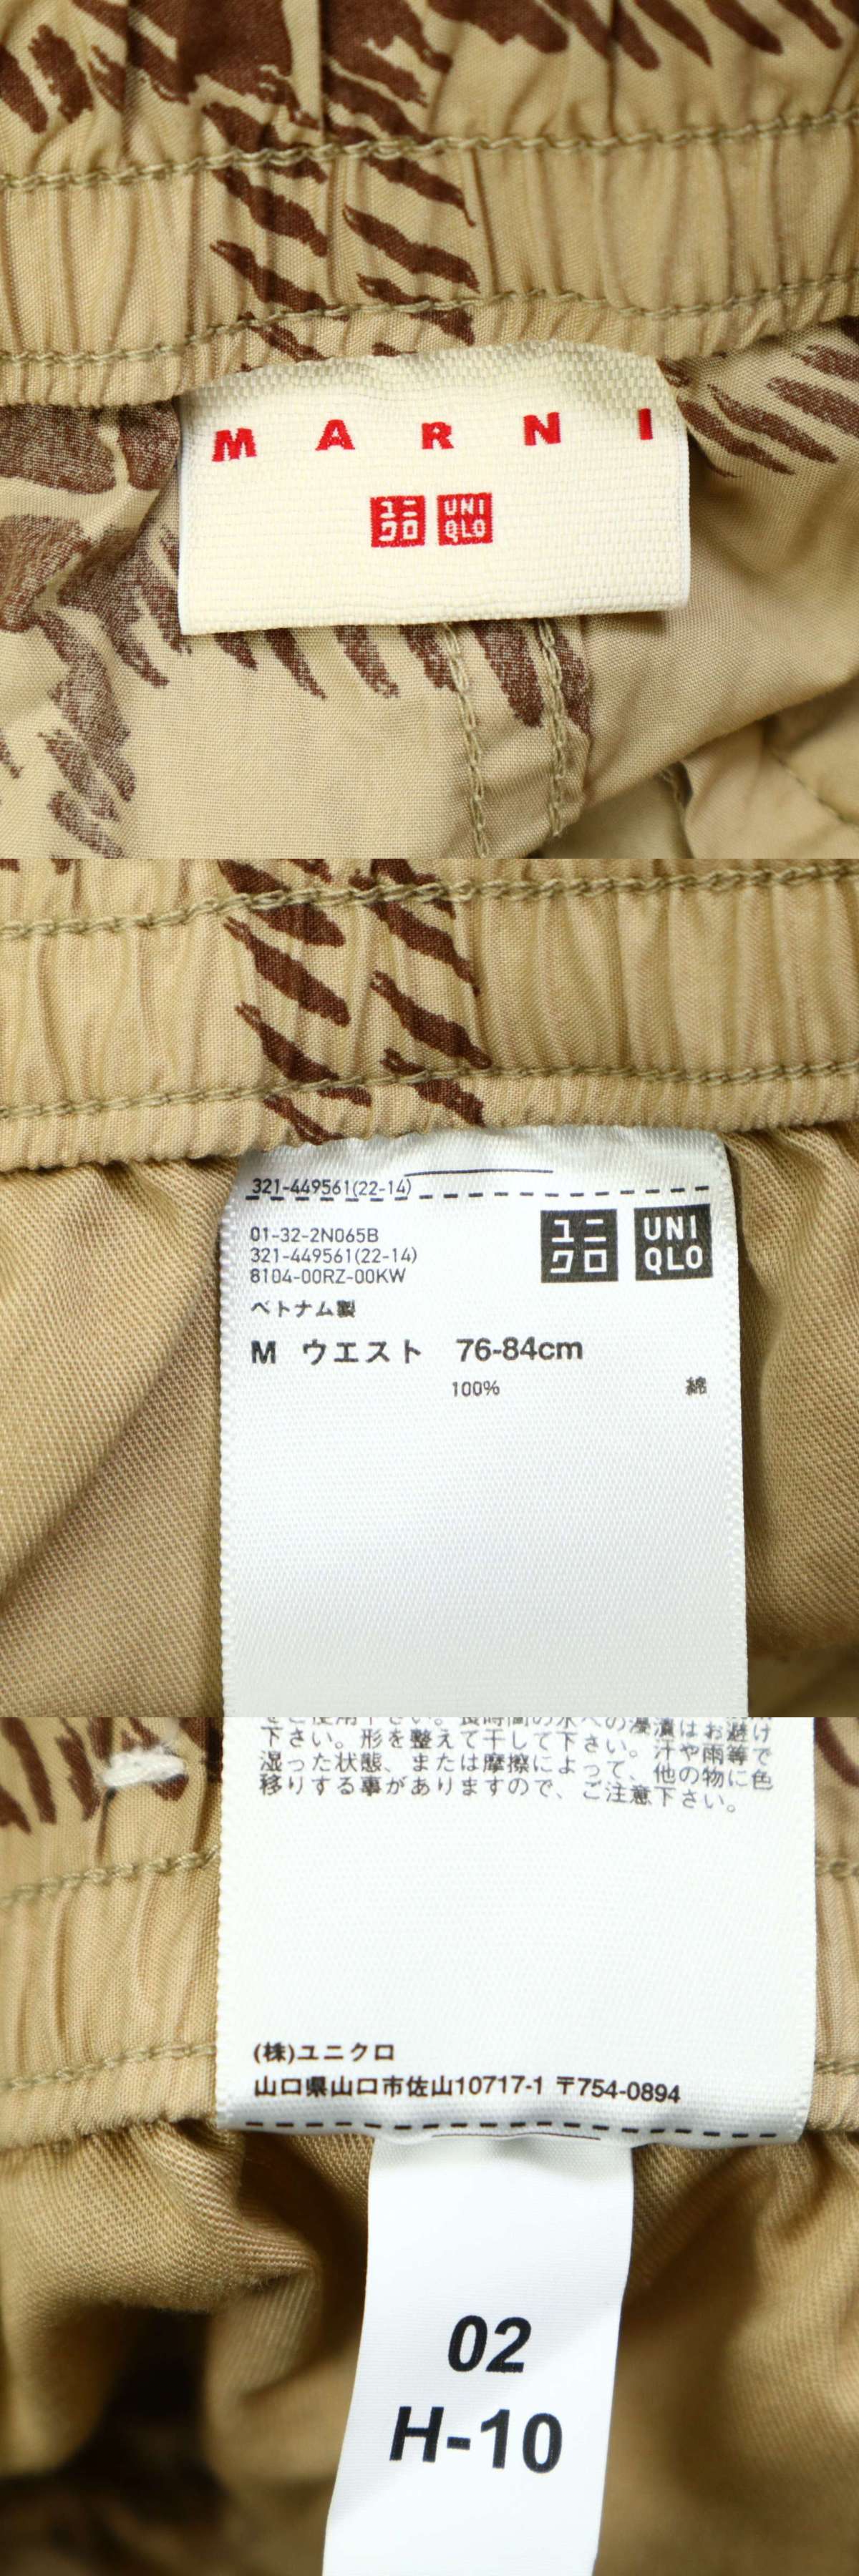 MARNI
ユニ UNI
クロ QLO
321-449561(22-14)
01-32-2N065B
321-449561(22-14)
8104-00RZ-00KW
ユニ UNI
クロ QLO
ベトナム製
M ウエスト 76-84cm
100% 綿
下さい。形を整えて干して下さい。汗や雨等で
湿った状態、または摩擦によって、他の物に色
移りする事がありますので、ご注意下さい。
(株)ユニクロ
山口県山口市佐山10717-1 〒754-0894
02
H-10